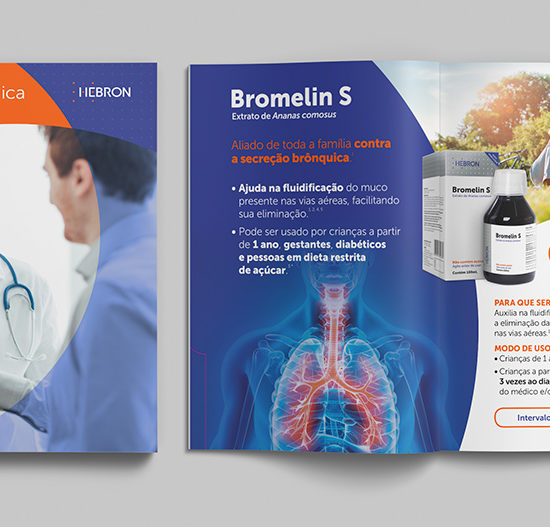 ica
HEBRON
Bromelin S
Extrato de Ananas comosus
Aliado de toda a família contra
a secreção brônquica.
• Ajuda na fluidificação do muco
presente nas vias aéreas, facilitando
sua eliminação.
• Pode ser usado por crianças a partir
de 1 ano, gestantes, diabéticos
e pessoas em dieta restrita
de açúcar.
HEBRON
Bromelin S
Bromelin S
HEBRON
PARA QUE SER
Auxilia na fluidifi
a eliminação da
nas vias aéreas.
MODO DE USO
• Crianças de 1 a
• Crianças a par
3 vezes ao dia
do médico e/o
Intervalo